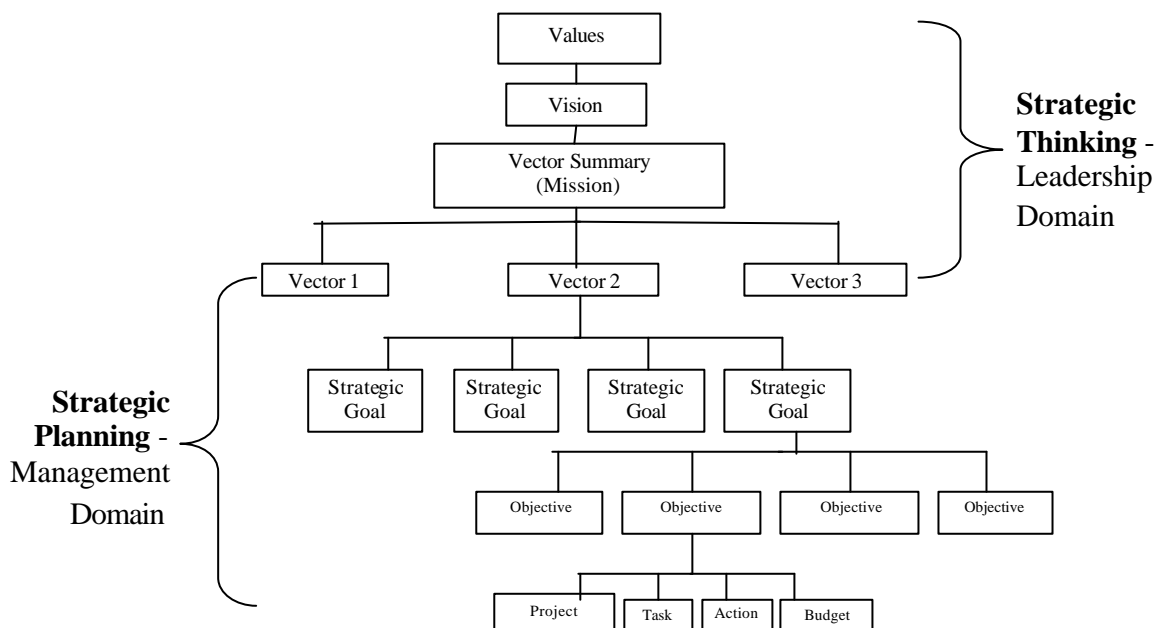 Values
Vision
Vector Summary
(Mission)
Strategic
Thinking -
Leadership
Domain
Vector 1
Vector 2
Vector 3
Strategic
Goal
Strategic
Goal
Strategic
Goal
Strategic
Goal
Strategic
Planning -
Management
Domain
Objective
Objective
Objective
Objective
Project
Task
Action
Budget